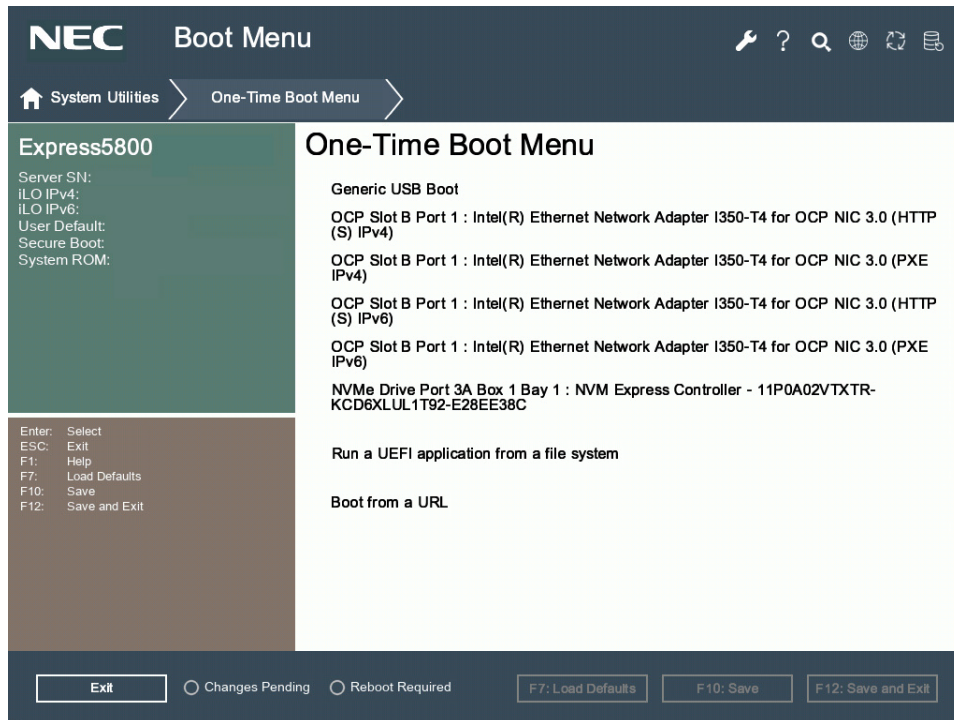 NEC Boot Menu
?
System Utilities
One-Time Boot Menu
Express5800
Server SN:
iLO IPv4:
iLO IPv6:
User Default:
Secure Boot:
System ROM:
One-Time Boot Menu
Generic USB Boot
OCP Slot B Port 1 : Intel(R) Ethernet Network Adapter I350-T4 for OCP NIC 3.0 (HTTP
(S) IPv4)
OCP Slot B Port 1 : Intel(R) Ethernet Network Adapter I350-T4 for OCP NIC 3.0 (PXE
IPv4)
OCP Slot B Port 1 : Intel(R) Ethernet Network Adapter I350-T4 for OCP NIC 3.0 (HTTP
(S) IPv6)
OCP Slot B Port 1 : Intel(R) Ethernet Network Adapter I350-T4 for OCP NIC 3.0 (PXE
IPv6)
NVMe Drive Port 3A Box 1 Bay 1 : NVM Express Controller - 11P0A02VTXTR-
KCD6XLUL1T92-E28EE38C
Run a UEFI application from a file system
Boot from a URL
Enter: Select
ESC: Exit
F1: Help
F7: Load Defaults
F10: Save
F12: Save and Exit
Exit
Changes Pending
Reboot Required
F7: Load Defaults
F10: Save
F12: Save and Exit